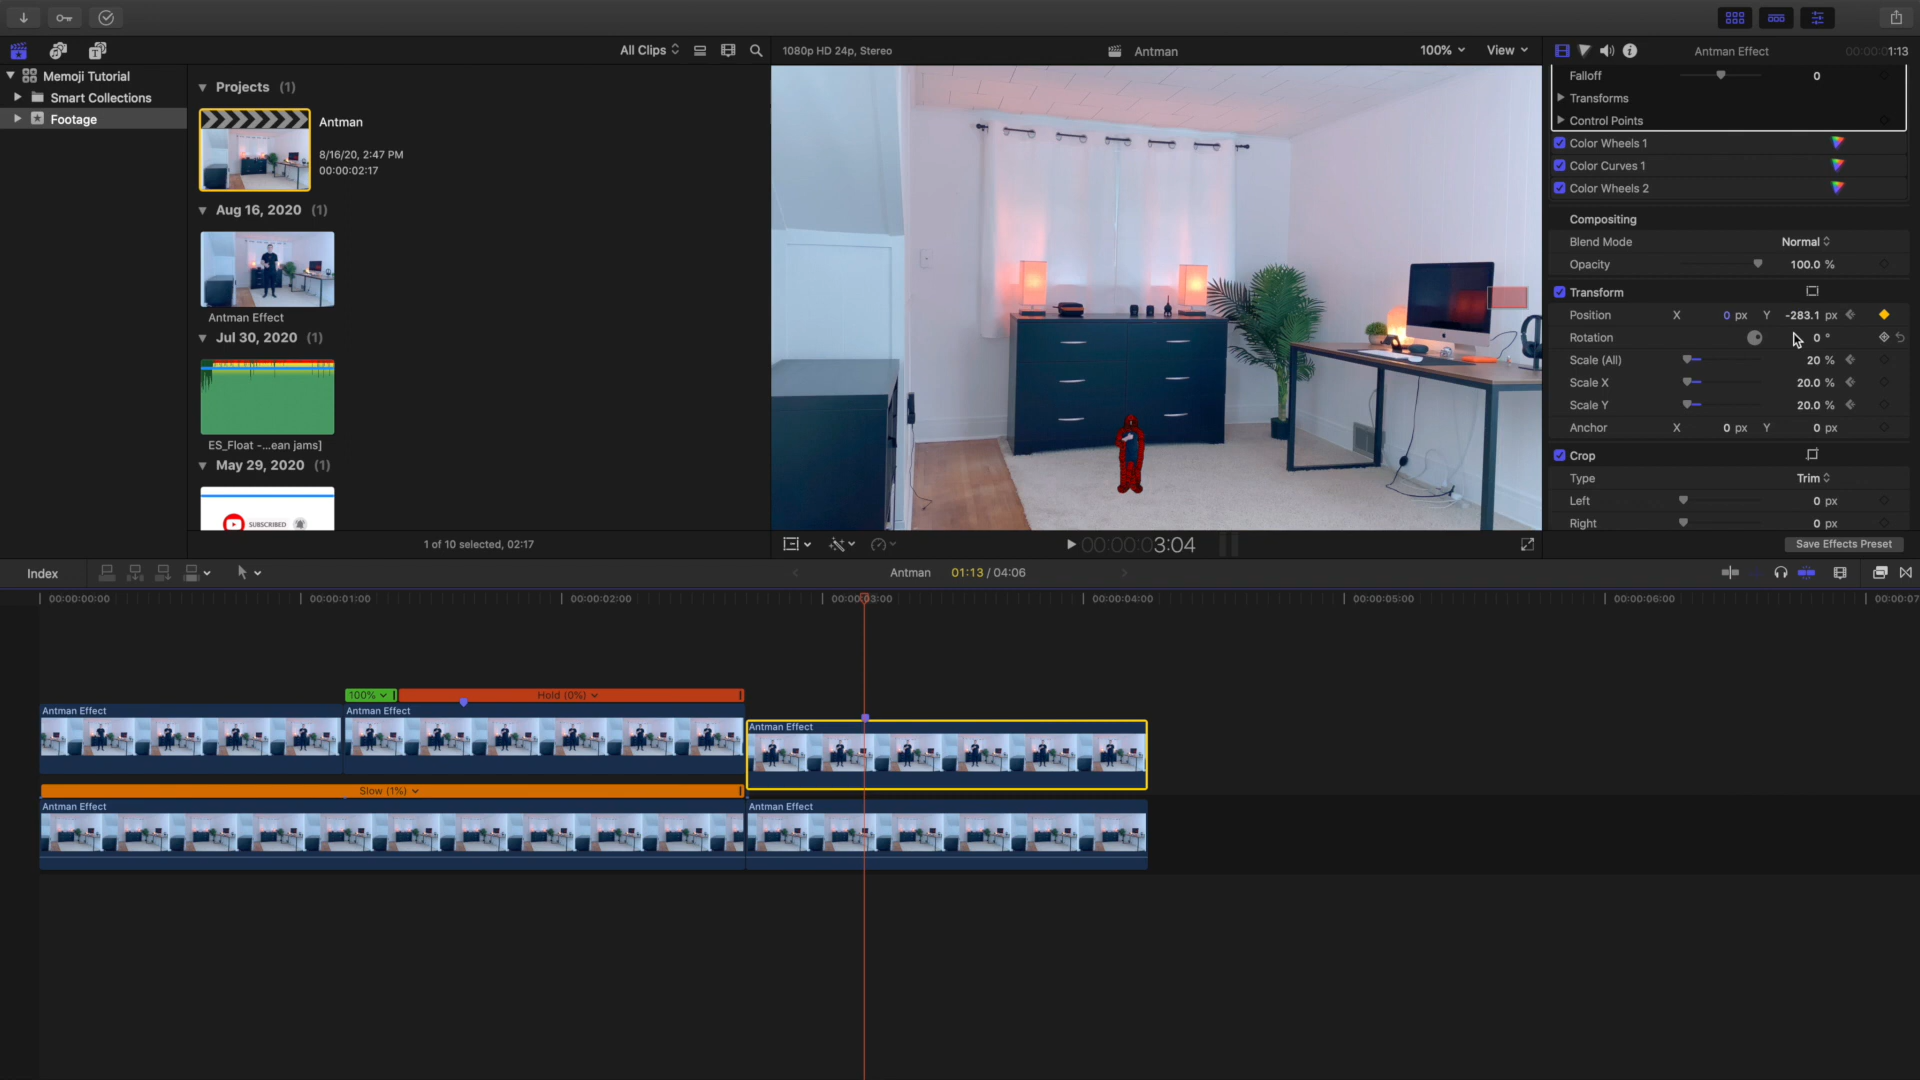 All Clips
1080p HD 24p, Stereo
Antman
100%
View
Antman Effect
00:00:01:13
Memoji Tutorial
Smart Collections
Footage
Projects (1)
Antman
8/16/20, 2:47 PM
00:00:02:17
Aug 16, 2020 (1)
Antman Effect
Jul 30, 2020 (1)
ES_Float -...ean jams]
May 29, 2020 (1)
SUBSCRIBED
1 of 10 selected, 02:17
00:00:03:04
Falloff 0
Transforms
Control Points
Color Wheels 1
Color Curves 1
Color Wheels 2
Compositing
Blend Mode Normal
Opacity 100.0 %
Transform
Position X 0 px Y -283.1 px
Rotation 0 °
Scale (All) 20 %
Scale X 20.0 %
Scale Y 20.0 %
Anchor X 0 px Y 0 px
Crop
Type Trim
Left 0 px
Right 0 px
Save Effects Preset
Index
Antman 01:13 / 04:06
00:00:00:00 00:00:01:00 00:00:02:00 00:00:03:00 00:00:04:00 00:00:05:00 00:00:06:00 00:00:07
100% Hold (0%)
Antman Effect Antman Effect
Antman Effect
Slow (1%)
Antman Effect Antman Effect